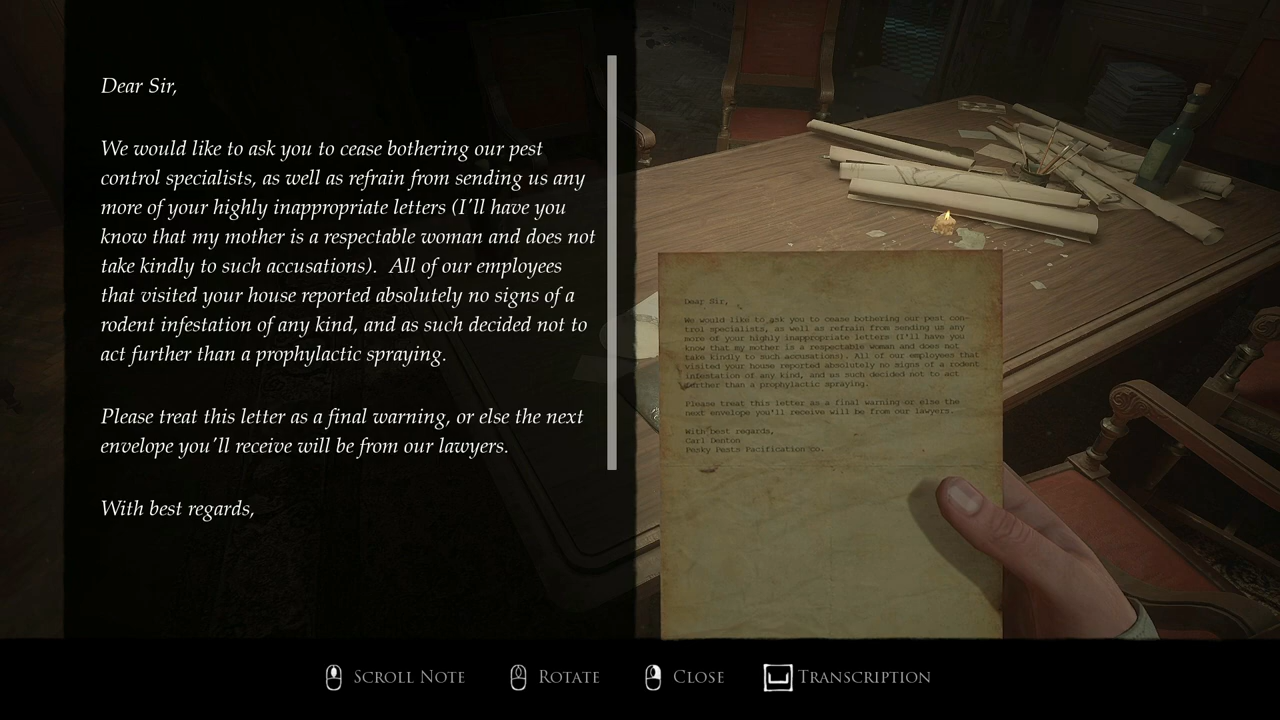 Dear Sir,
We would like to ask you to cease bothering our pest
control specialists, as well as refrain from sending us any
more of your highly inappropriate letters (I'll have you
know that my mother is a respectable woman and does not
take kindly to such accusations).  All of our employees
that visited your house reported absolutely no signs of a
rodent infestation of any kind, and as such decided not to
act further than a prophylactic spraying.
Please treat this letter as a final warning, or else the next
envelope you'll receive will be from our lawyers.
With best regards,
Dear Sir,
We would like to ask you to cease bothering our pest con-
trol specialists, as well as refrain from sending us any
more of your highly inappropriate letters (I'll have you
know that my mother is a respectable woman and does not
take kindly to such accusations). All of our employees that
visited your house reported absolutely no signs of a rodent
infestation of any kind, and as such decided not to act
further than a prophylactic spraying.
Please treat this letter as a final warning or else the
next envelope you'll receive will be from our lawyers.
With best regards,
Carl Denton
Pesky Pests Pacification Co.
SCROLL NOTE
ROTATE
CLOSE
TRANSCRIPTION